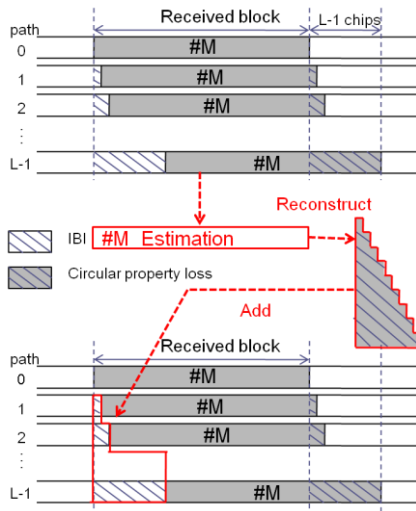 path
Received block
L-1 chips
0
#M
1
#M
2
#M
⋮
L-1
#M
Reconstruct
#M Estimation
IBI
Circular property loss
Add
Received block
path
0
#M
1
#M
2
#M
⋮
L-1
#M